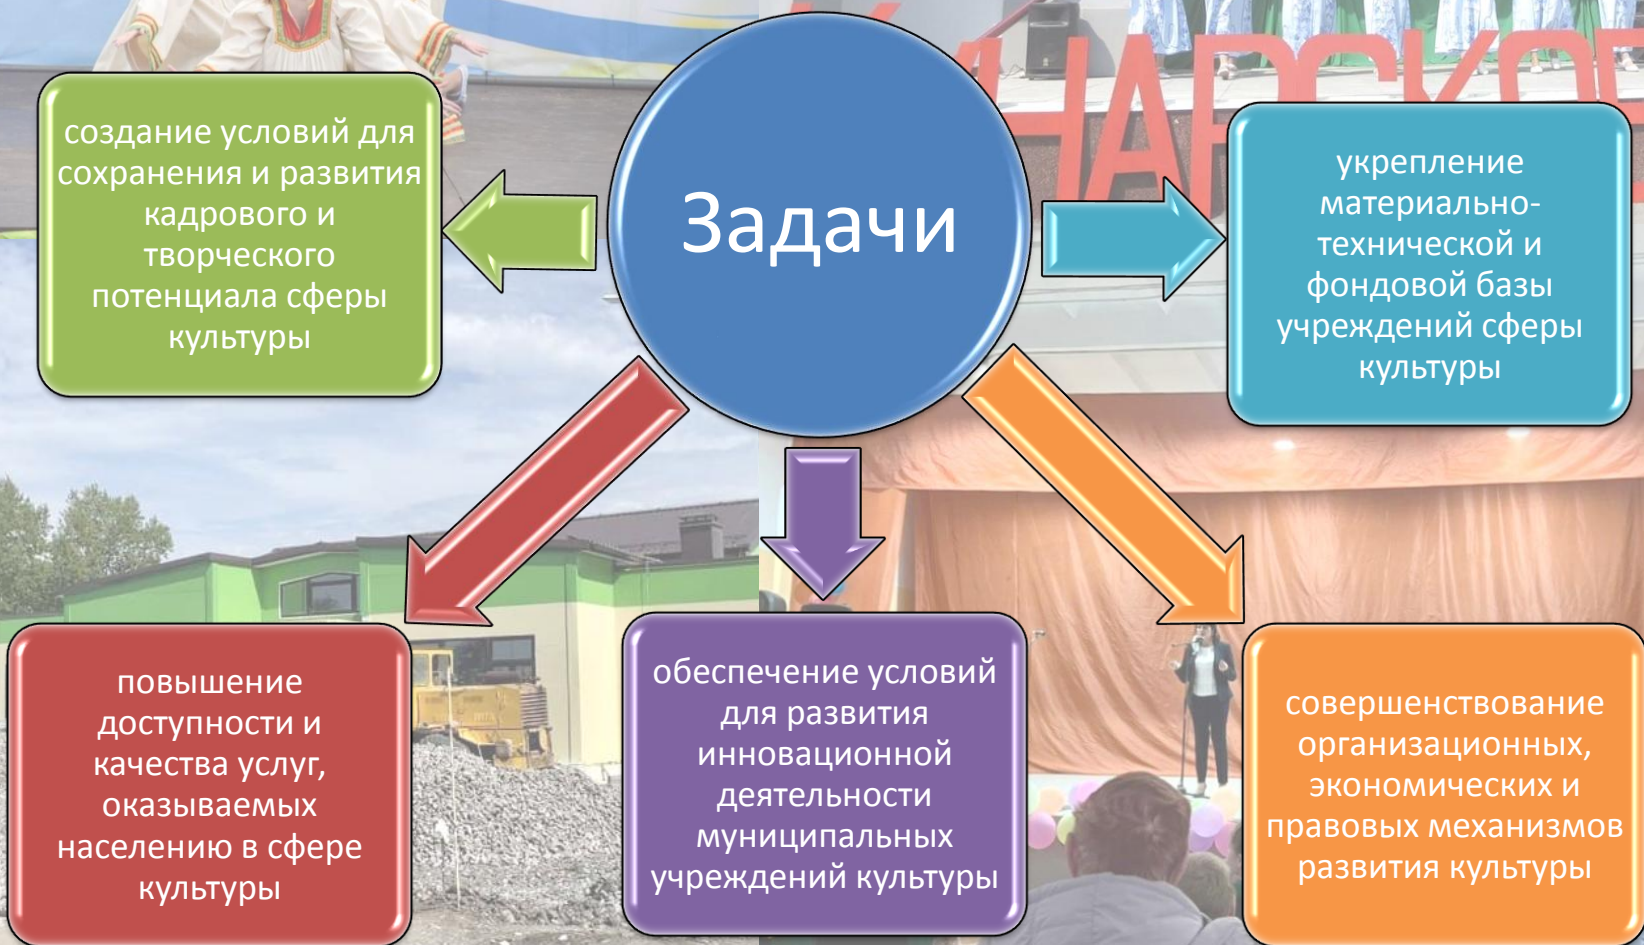 Задачи
НАРСКО
создание условий для
сохранения и развития
кадрового и
творческого
потенциала сферы
культуры
укрепление
материально-
технической и
фондовой базы
учреждений сферы
культуры
повышение
доступности и
качества услуг,
оказываемых
населению в сфере
культуры
обеспечение условий
для развития
инновационной
деятельности
муниципальных
учреждений культуры
совершенствование
организационных,
экономических и
правовых механизмов
развития культуры